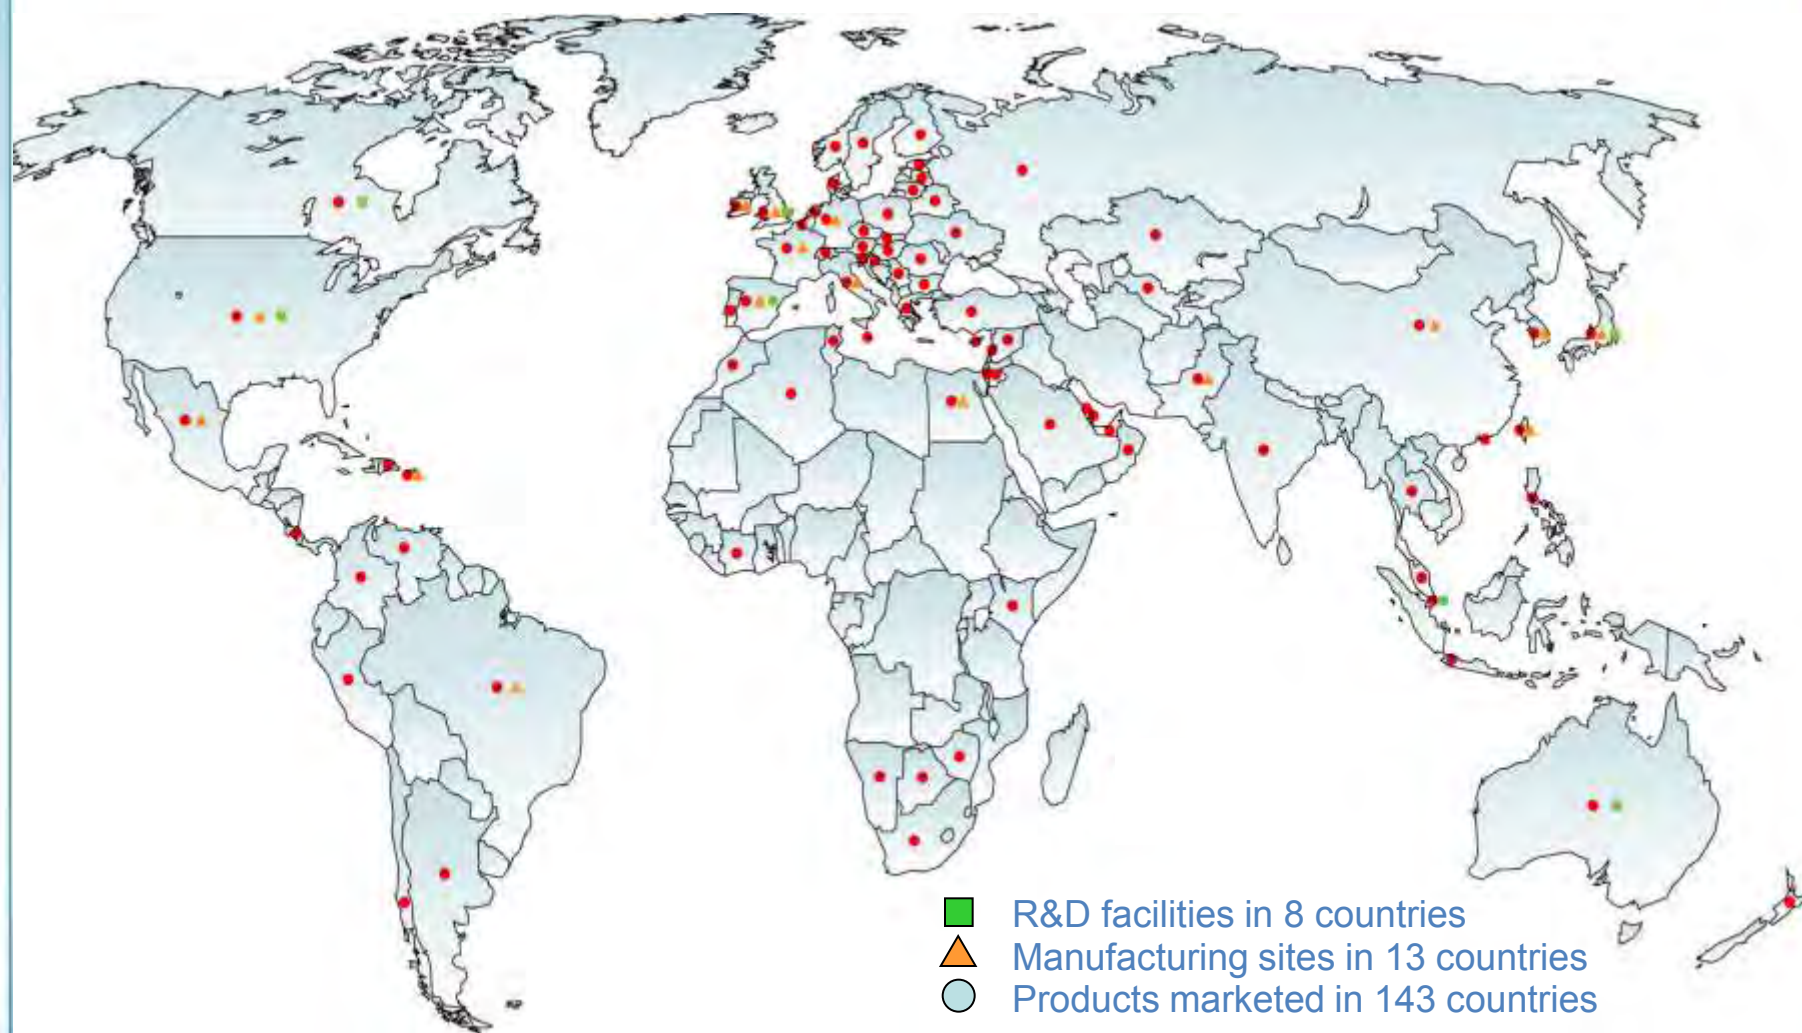 R&D facilities in 8 countries
Manufacturing sites in 13 countries
Products marketed in 143 countries